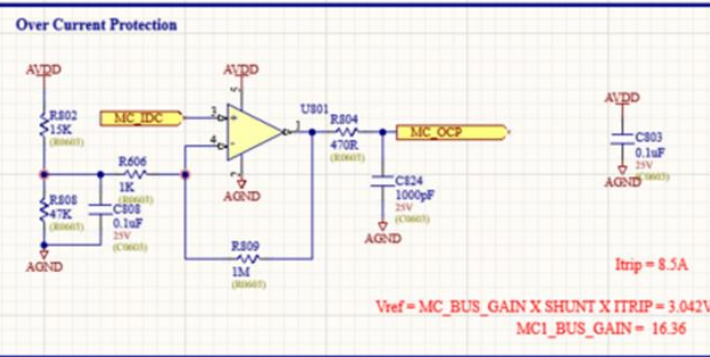 Over Current Protection
AVDD
AVDD
R802
15K
(R0603)
MC_IDC
3
+
4
-
5
2
1
U801
R804
470R
(R0603)
MC_OCP
AVDD
C803
0.1uF
25V
(C0603)
AGND
R606
1K
(R0603)
AGND
R808
47K
(R0603)
C808
0.1uF
25V
(C0603)
C824
1000pF
25V
(C0603)
AGND
AGND
R809
1M
(R0603)
Itrip = 8.5A
Vref = MC_BUS_GAIN X SHUNT X ITRIP = 3.042V
MC1_BUS_GAIN = 16.36